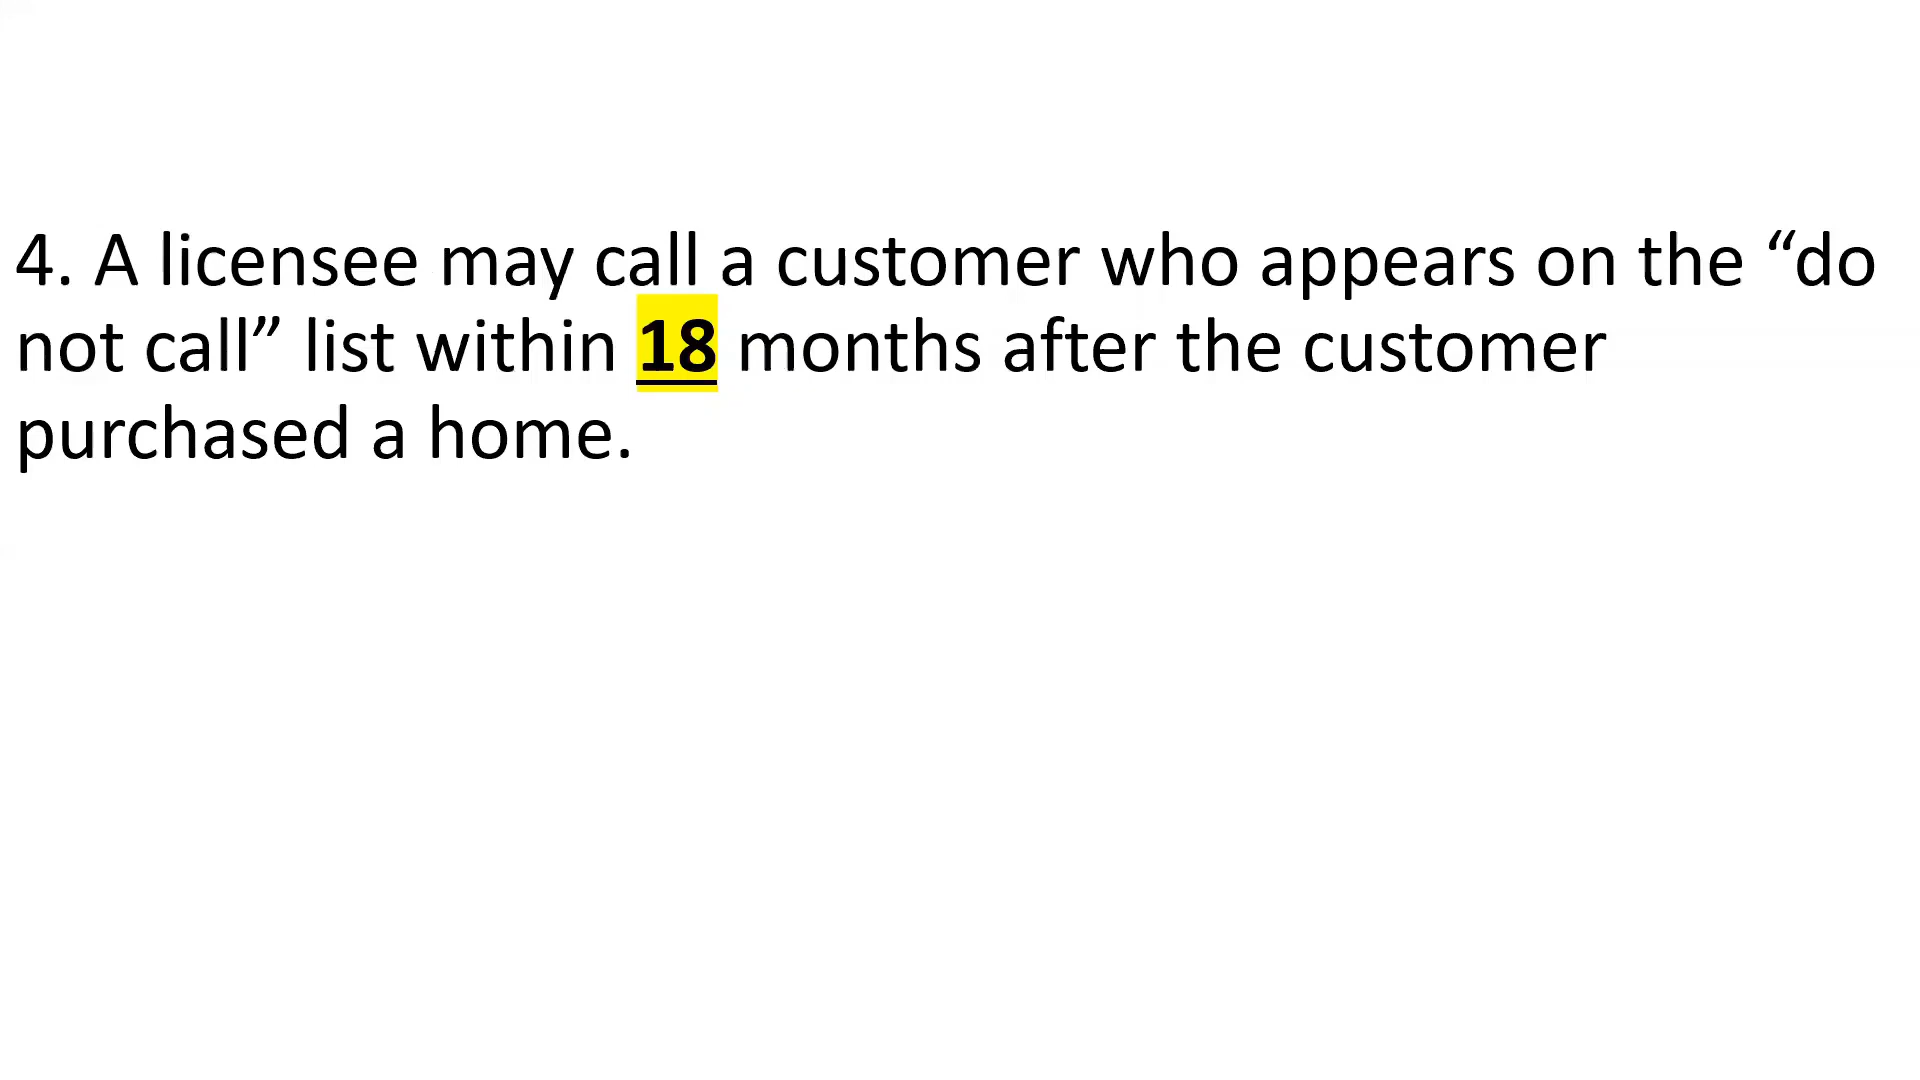 4. A licensee may call a customer who appears on the “do
not call” list within 18 months after the customer
purchased a home.